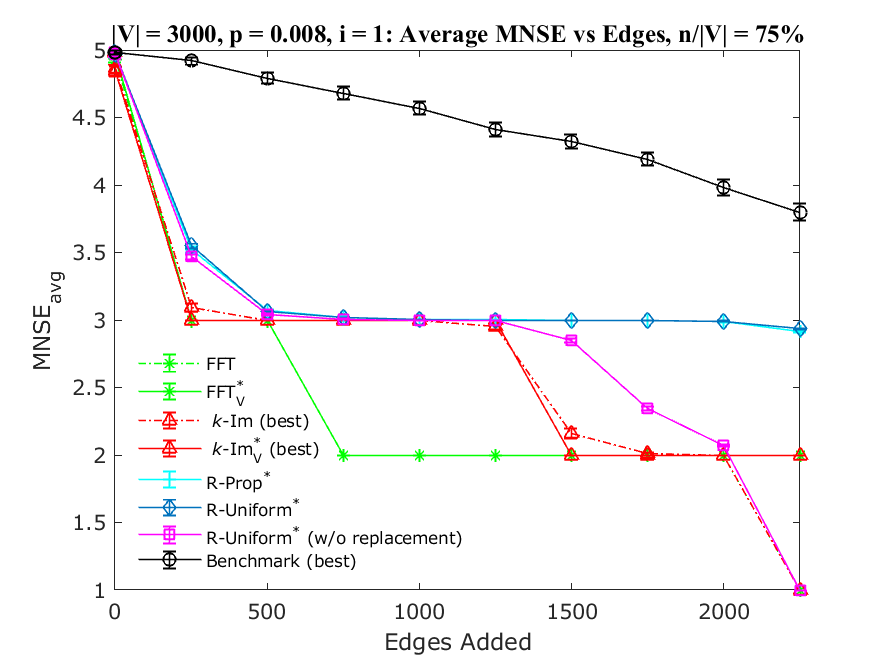 |V| = 3000, p = 0.008, i = 1: Average MNSE vs Edges, n/|V| = 75%
5
4.5
4
3.5
3
2.5
2
1.5
1
MNSE_avg
FFT
FFT*_V
k-Im (best)
k-Im*_V (best)
R-Prop*
R-Uniform*
R-Uniform* (w/o replacement)
Benchmark (best)
0 500 1000 1500 2000
Edges Added